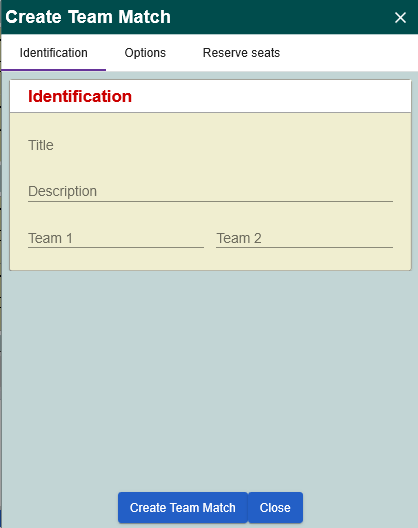 Create Team Match
Identification Options Reserve seats
Identification
Title
Description
Team 1 Team 2
Create Team Match Close